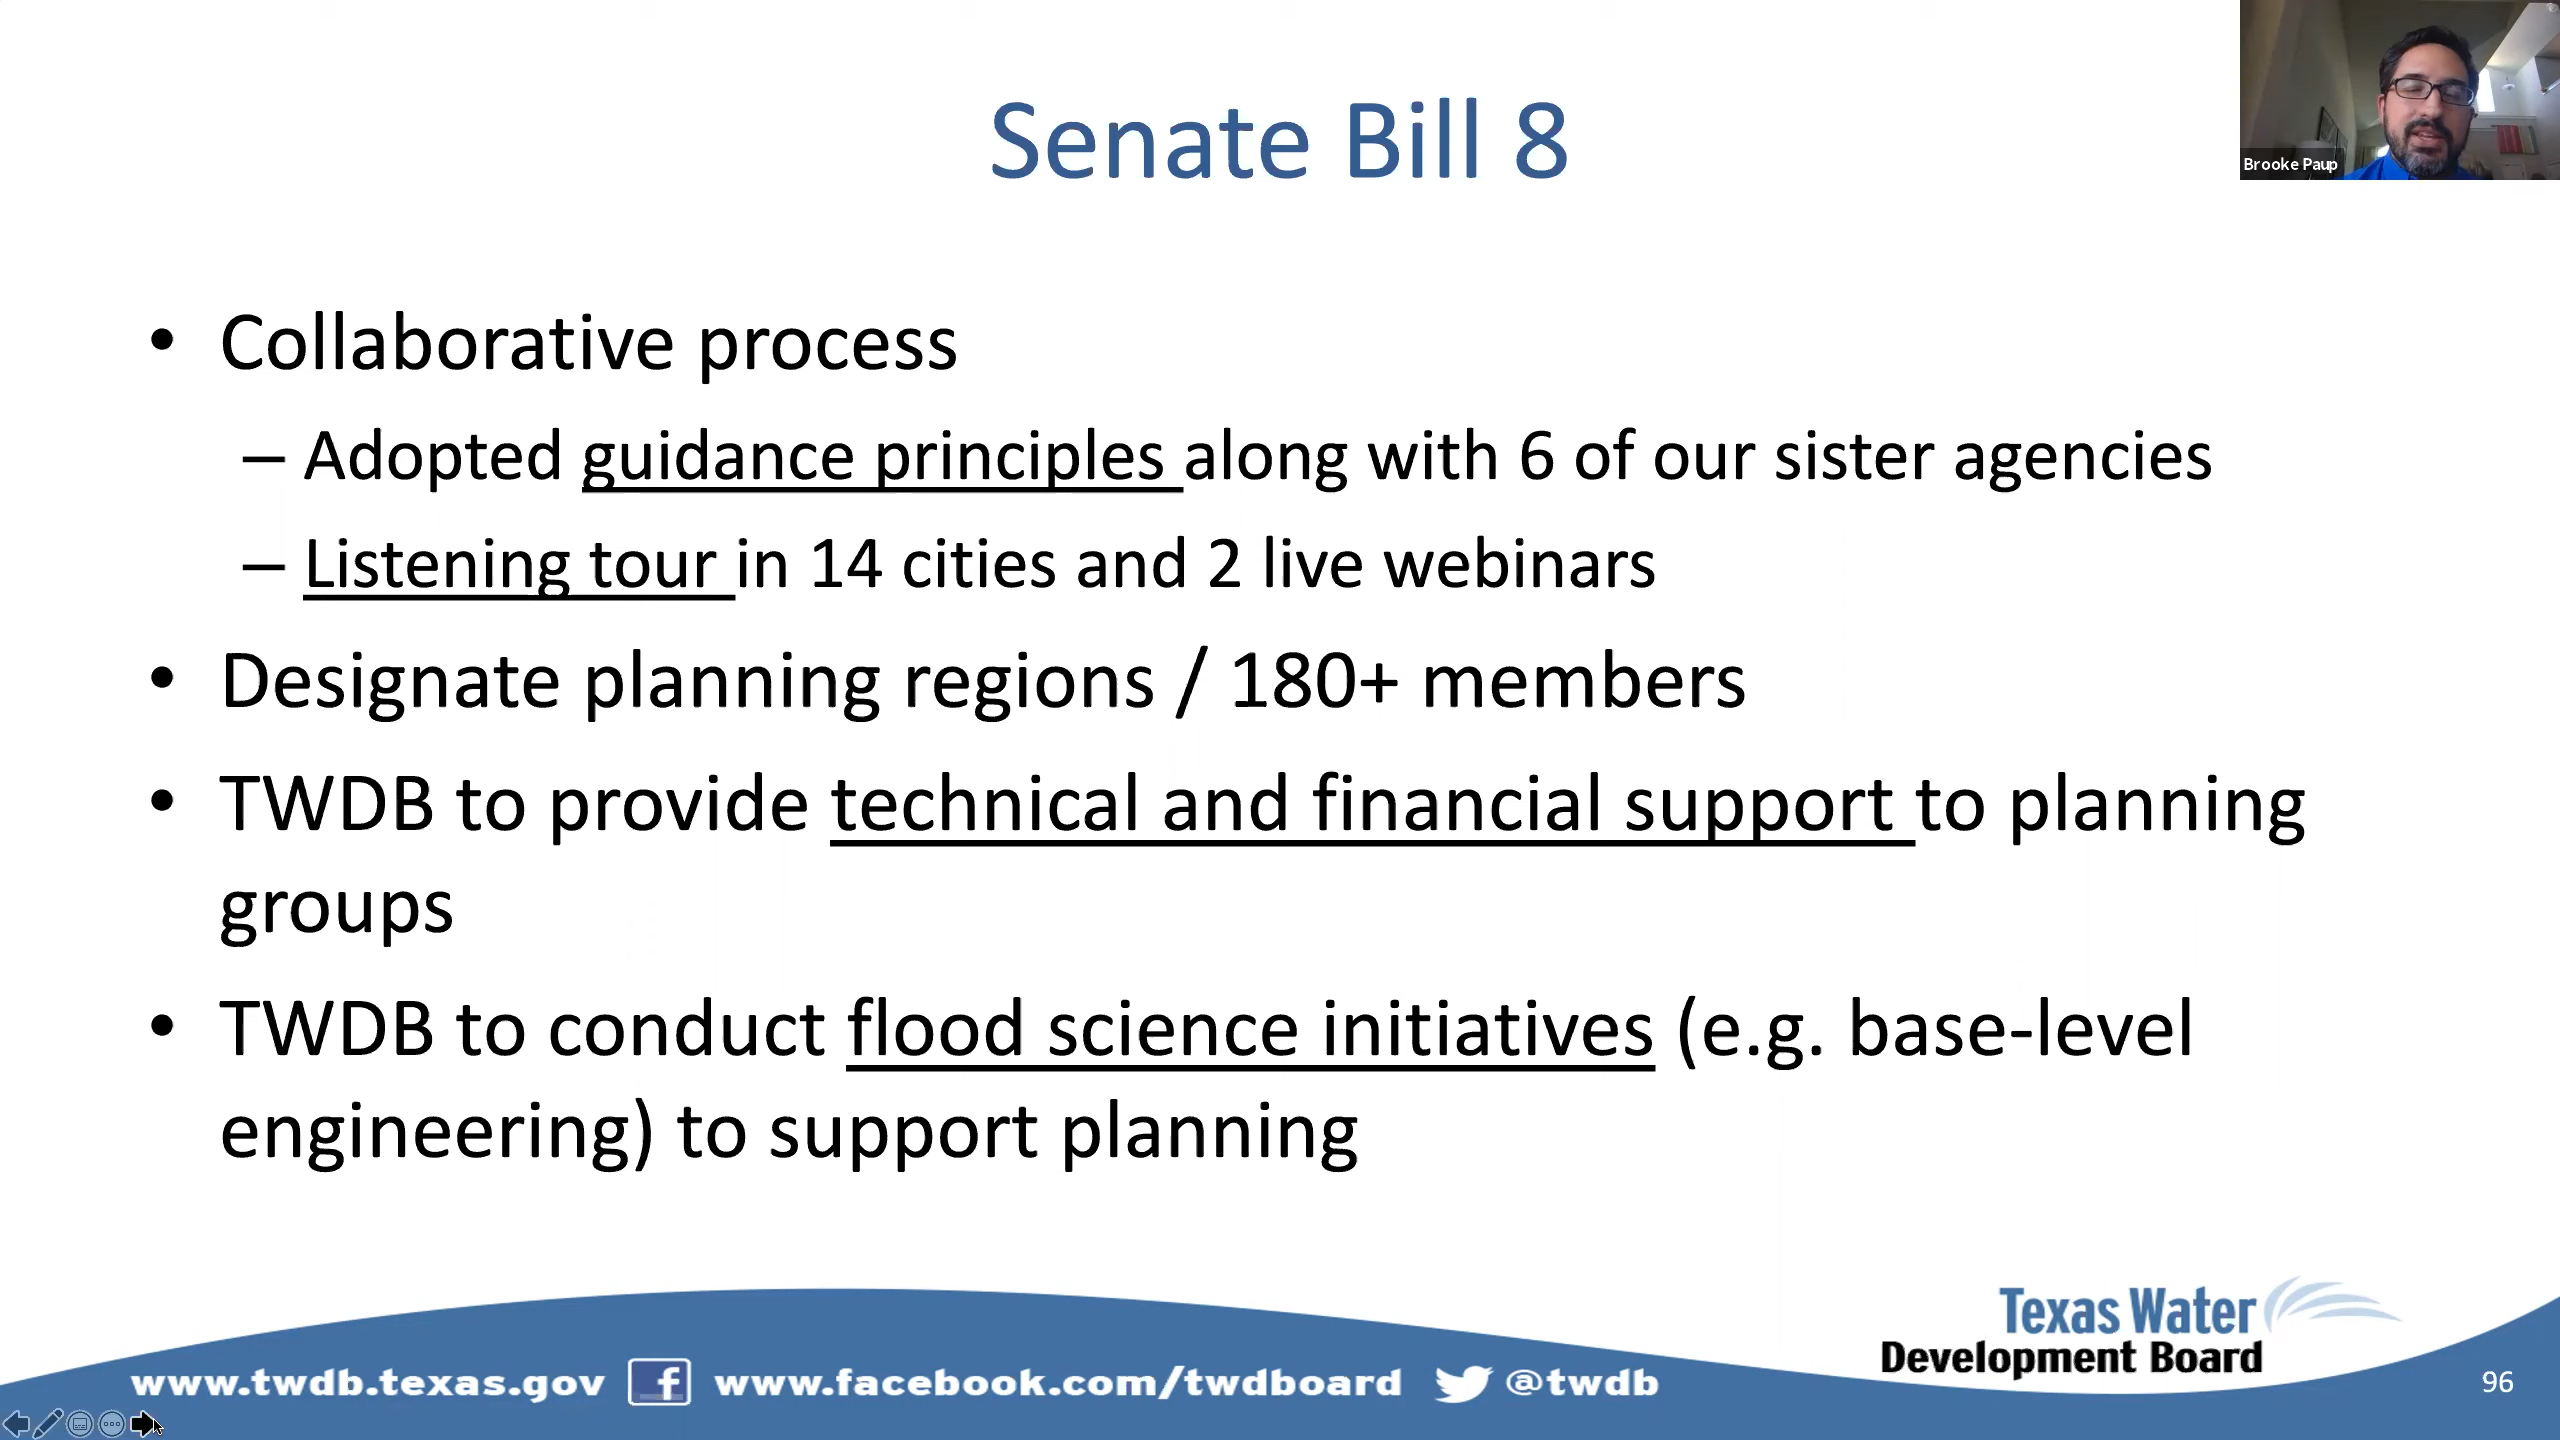 Senate Bill 8
Brooke Paup
• Collaborative process
– Adopted guidance principles along with 6 of our sister agencies
– Listening tour in 14 cities and 2 live webinars
• Designate planning regions / 180+ members
• TWDB to provide technical and financial support to planning
groups
• TWDB to conduct flood science initiatives (e.g. base-level
engineering) to support planning
Texas Water
Development Board
www.twdb.texas.gov f www.facebook.com/twdboard @twdb
96